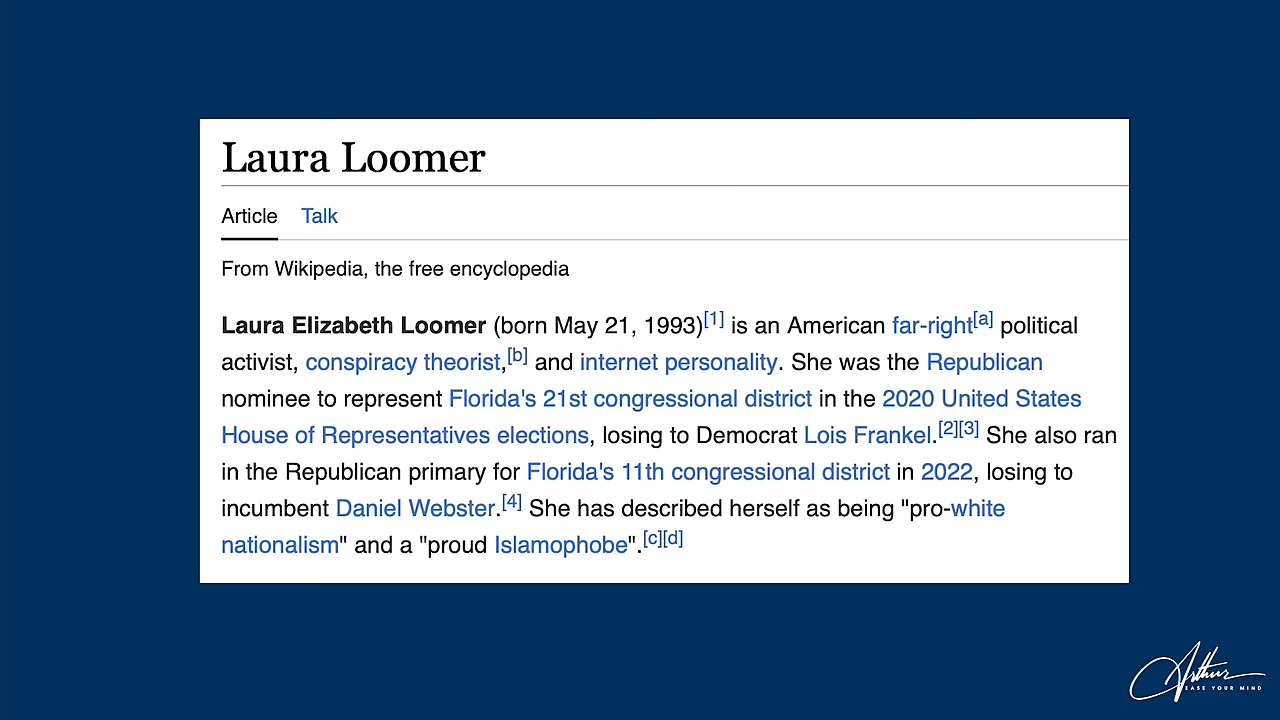 Laura Loomer
Article Talk
From Wikipedia, the free encyclopedia
Laura Elizabeth Loomer (born May 21, 1993)[1] is an American far-right[a] political
activist, conspiracy theorist,[b] and internet personality. She was the Republican
nominee to represent Florida's 21st congressional district in the 2020 United States
House of Representatives elections, losing to Democrat Lois Frankel.[2][3] She also ran
in the Republican primary for Florida's 11th congressional district in 2022, losing to
incumbent Daniel Webster.[4] She has described herself as being "pro-white
nationalism" and a "proud Islamophobe".[c][d]
Arthur
EASE YOUR MIND